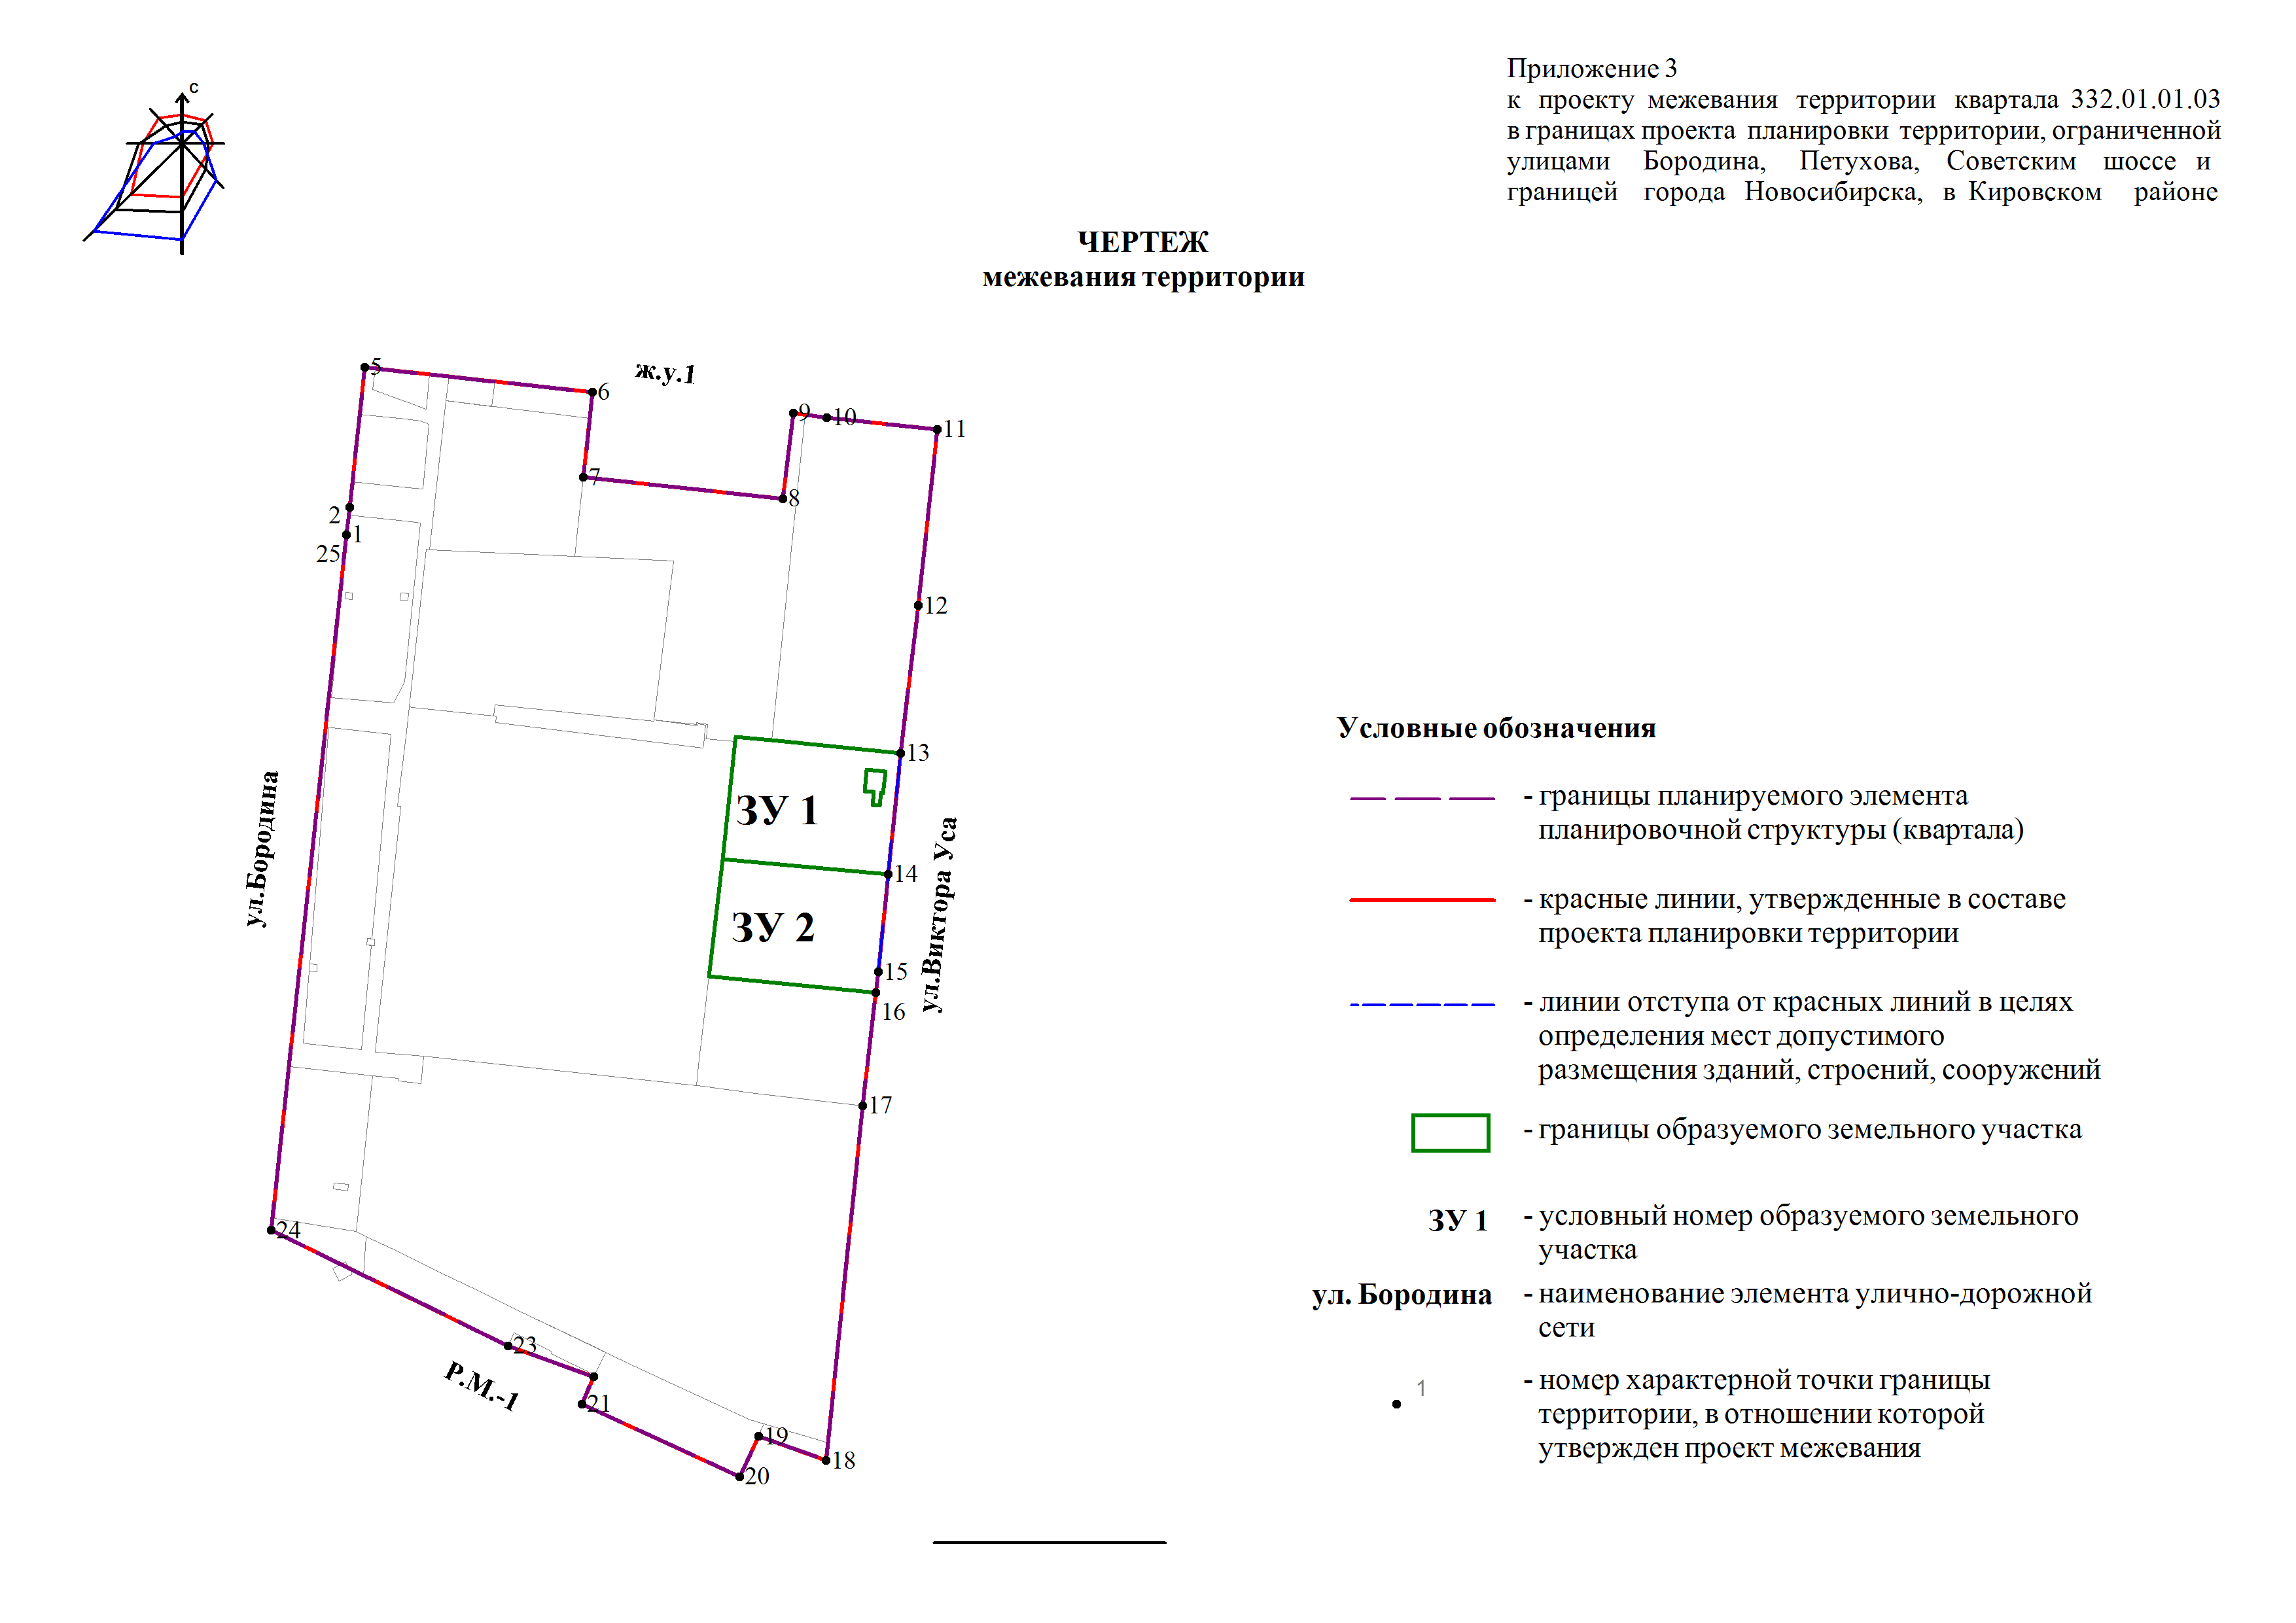 Приложение 3
к проекту межевания территории квартала 332.01.01.03
в границах проекта планировки территории, ограниченной
улицами Бородина, Петухова, Советским шоссе и
границей города Новосибирска, в Кировском районе
с
ЧЕРТЕЖ
межевания территории
5
6
ж.у.1
9
10
11
7
8
2
1
25
12
13
ЗУ 1
14
ЗУ 2
15
16
17
ул.Бородина
ул.Виктора Уса
24
23
Р.М.-1
21
19
18
20
Условные обозначения
- границы планируемого элемента
планировочной структуры (квартала)
- красные линии, утвержденные в составе
проекта планировки территории
- линии отступа от красных линий в целях
определения мест допустимого
размещения зданий, строений, сооружений
- границы образуемого земельного участка
ЗУ 1 - условный номер образуемого земельного
участка
ул. Бородина - наименование элемента улично-дорожной
сети
1 - номер характерной точки границы
территории, в отношении которой
утвержден проект межевания